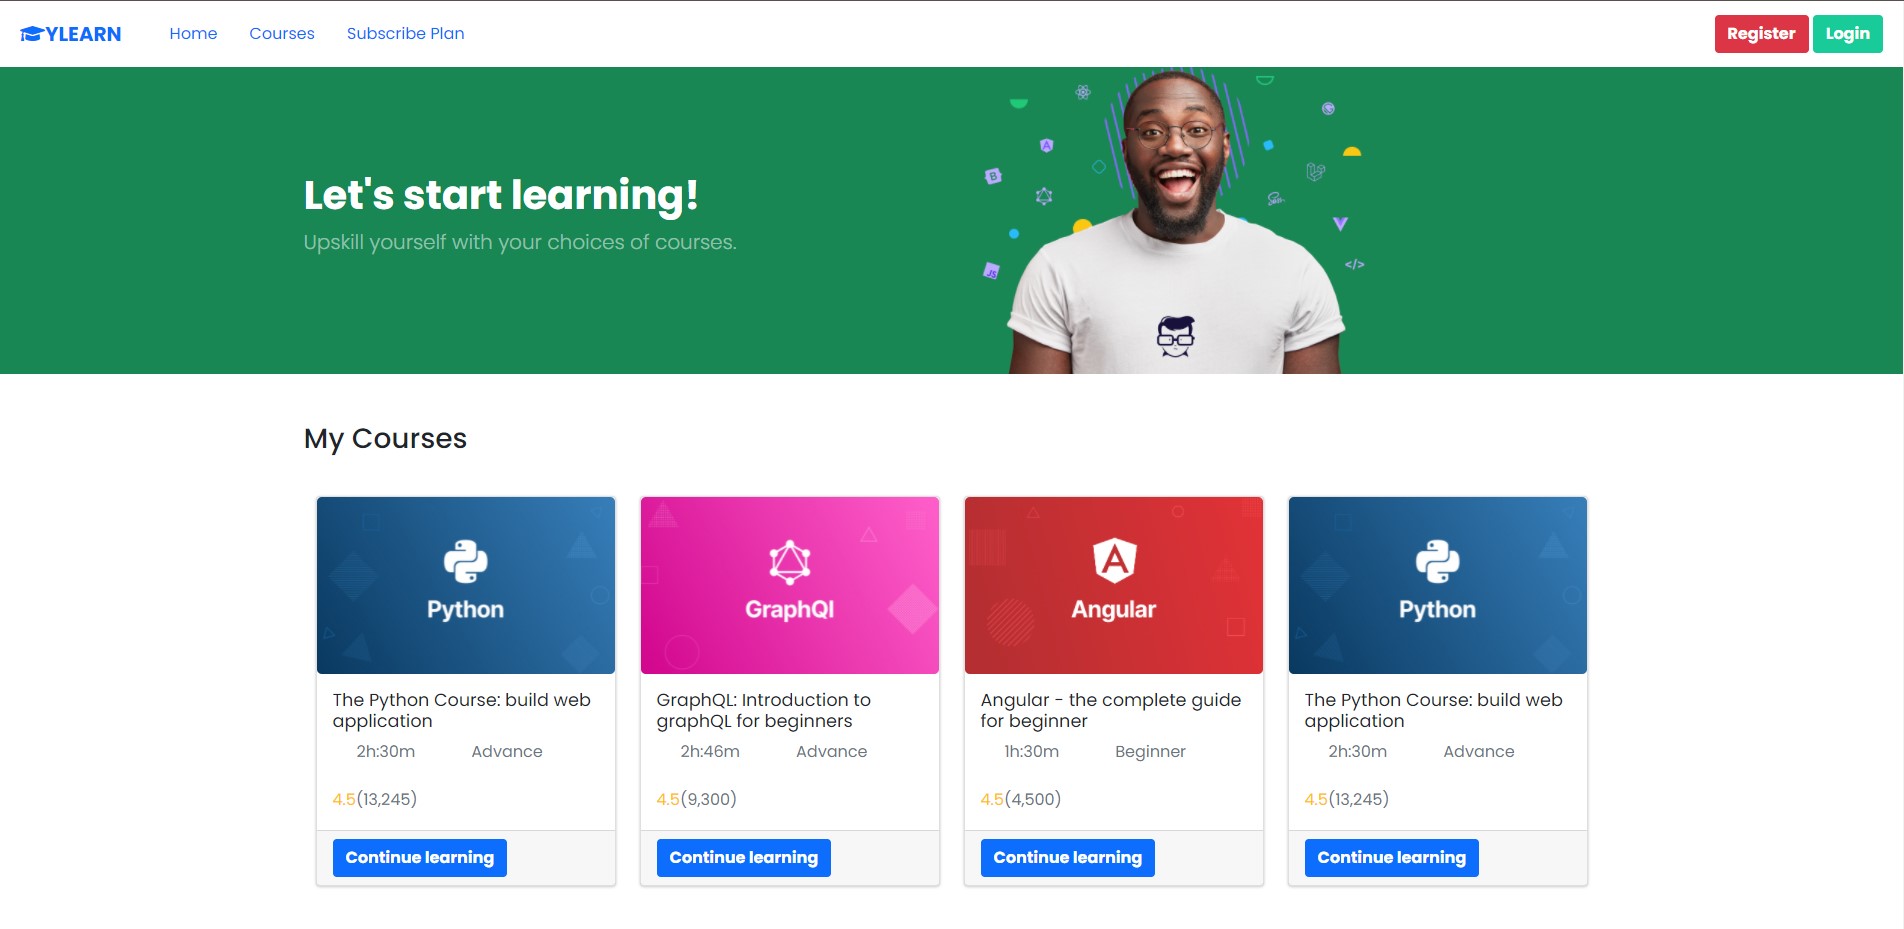 YLEARN Home Courses Subscribe Plan Register Login
Let's start learning!
Upskill yourself with your choices of courses.
B
A
JS
</>
My Courses
Python
GraphQl
Angular
Python
The Python Course: build web
application
2h:30m Advance
4.5(13,245)
Continue learning
GraphQL: Introduction to
graphQL for beginners
2h:46m Advance
4.5(9,300)
Continue learning
Angular - the complete guide
for beginner
1h:30m Beginner
4.5(4,500)
Continue learning
The Python Course: build web
application
2h:30m Advance
4.5(13,245)
Continue learning